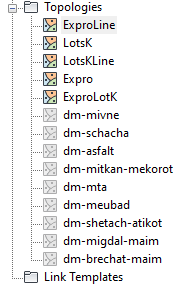 Topologies
ExproLine
LotsK
LotsKLine
Expro
ExproLotK
dm-mivne
dm-schacha
dm-asfalt
dm-mitkan-mekorot
dm-mta
dm-meubad
dm-shetach-atikot
dm-migdal-maim
dm-brechat-maim
Link Templates